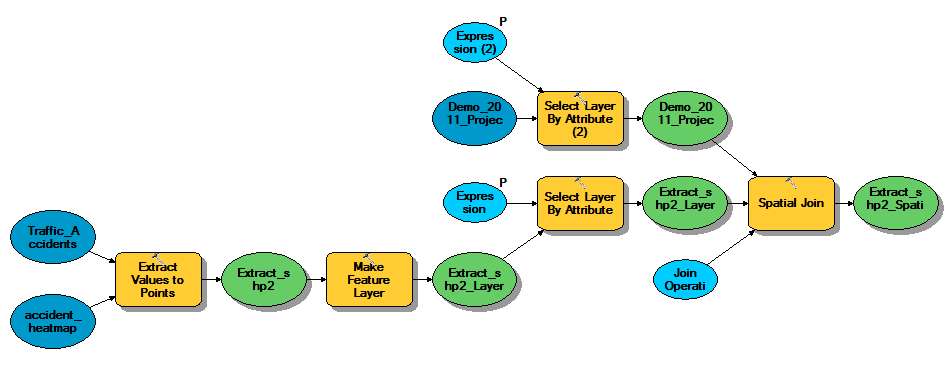 P
Expres
sion (2)
Demo_20
11_Projec
Select Layer
By Attribute
(2)
Demo_20
11_Projec
P
Expres
sion
Select Layer
By Attribute
Extract_s
hp2_Layer
Spatial Join
Extract_s
hp2_Spati
Traffic_A
ccidents
Extract
Values to
Points
Extract_s
hp2
Make
Feature
Layer
Extract_s
hp2_Layer
Join
Operati
accident_
heatmap